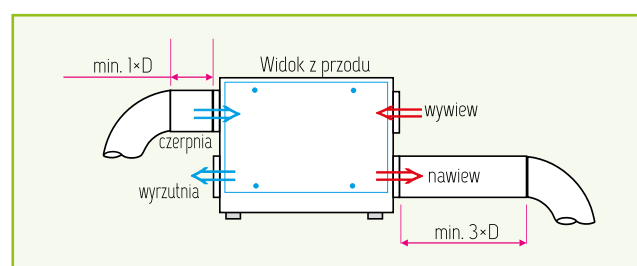 Widok z przodu
min. 1×D
czerpnia
wywiew
wyrzutnia
nawiew
min. 3×D